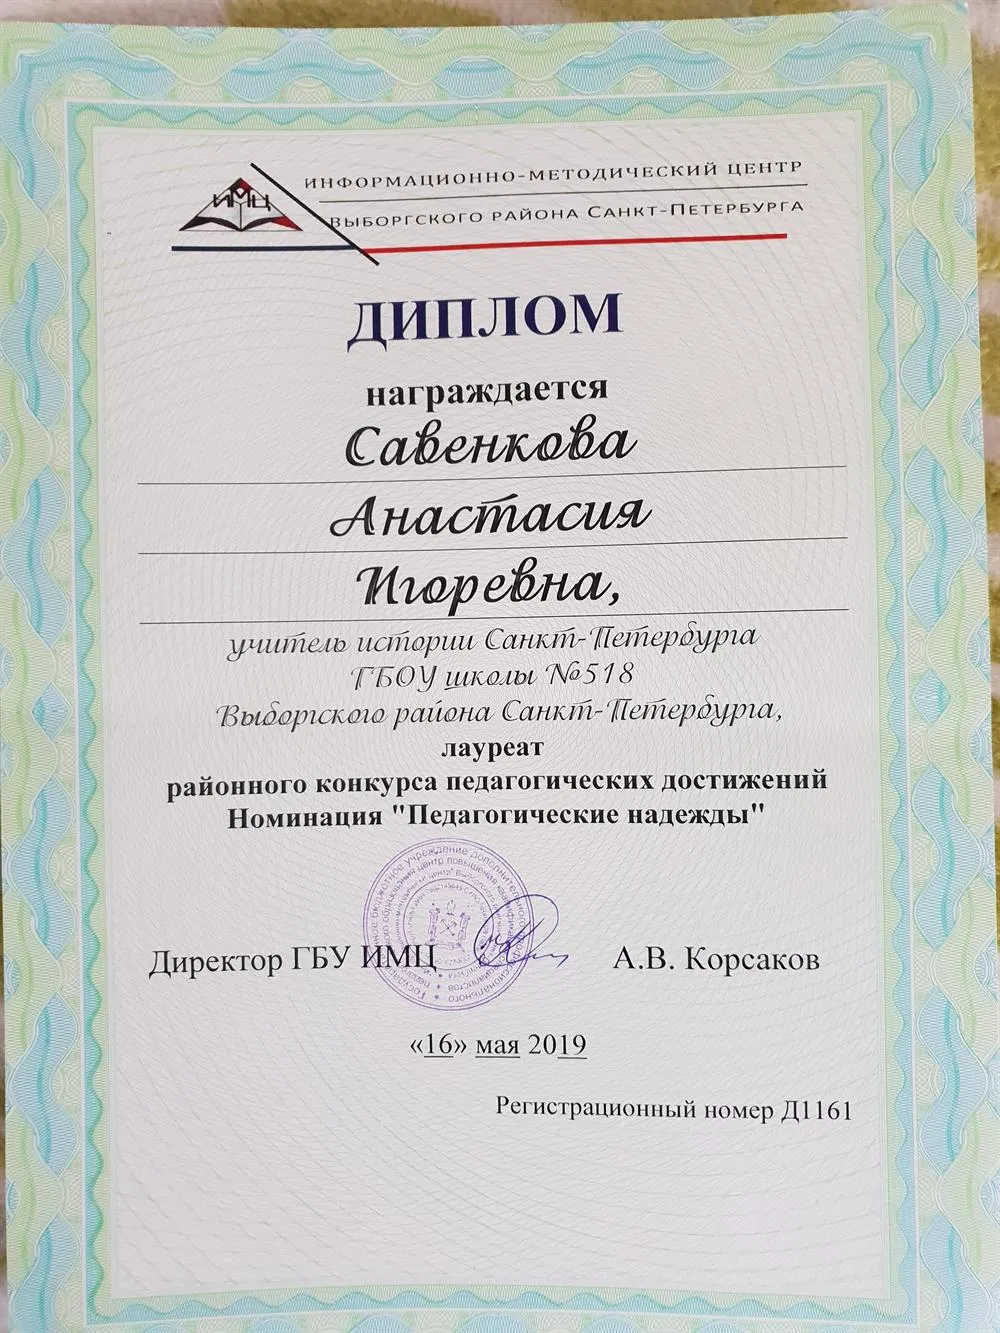 ИМЦ
ИНФОРМАЦИОННО-МЕТОДИЧЕСКИЙ ЦЕНТР
ВЫБОРГСКОГО РАЙОНА САНКТ-ПЕТЕРБУРГА
ДИПЛОМ
награждается
Савенкова
Анастасия
Игоревна,
учитель истории Санкт-Петербурга
ГБОУ школы №518
Выборгского района Санкт-Петербурга,
лауреат
районного конкурса педагогических достижений
Номинация "Педагогические надежды"
Директор ГБУ ИМЦ
А.В. Корсаков
«16» мая 2019
Регистрационный номер Д1161